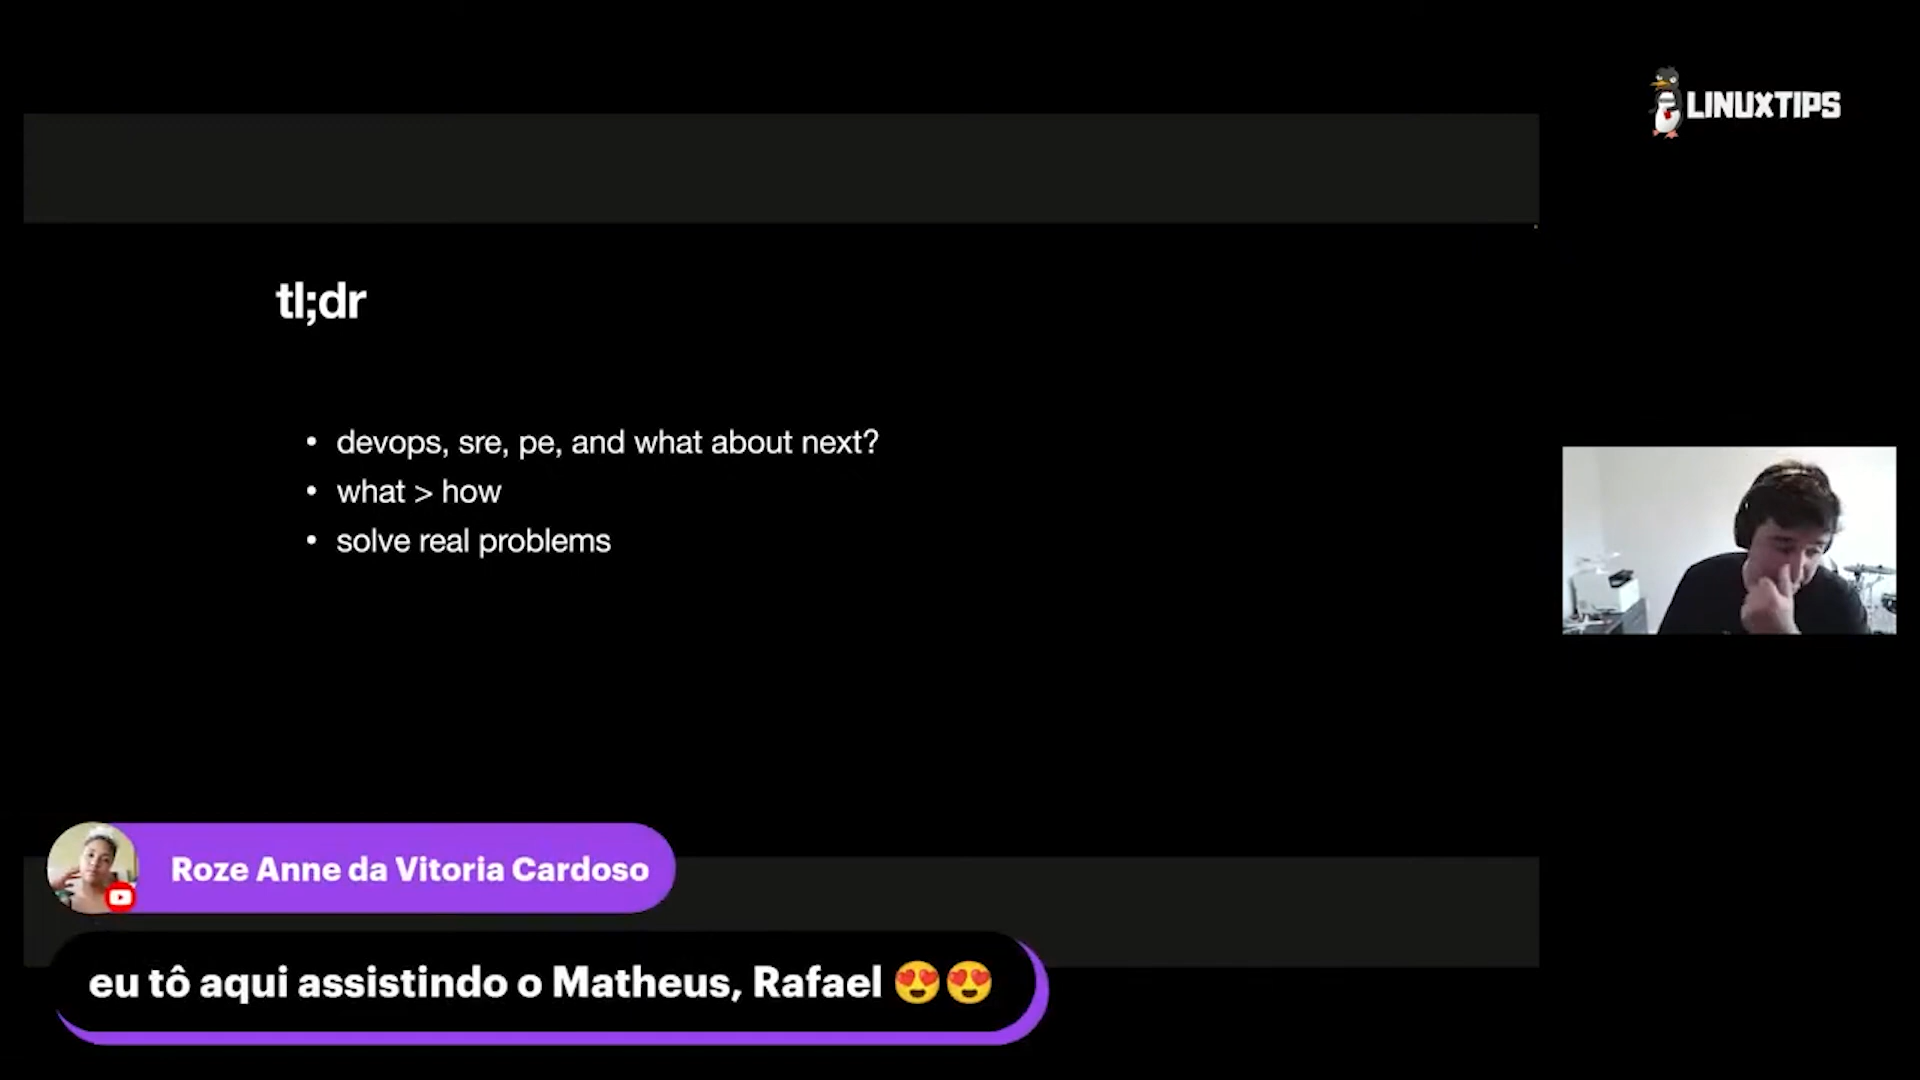 LINUXTIPS
tl;dr
• devops, sre, pe, and what about next?
• what > how
• solve real problems
Roze Anne da Vitoria Cardoso
eu tô aqui assistindo o Matheus, Rafael 😍😍